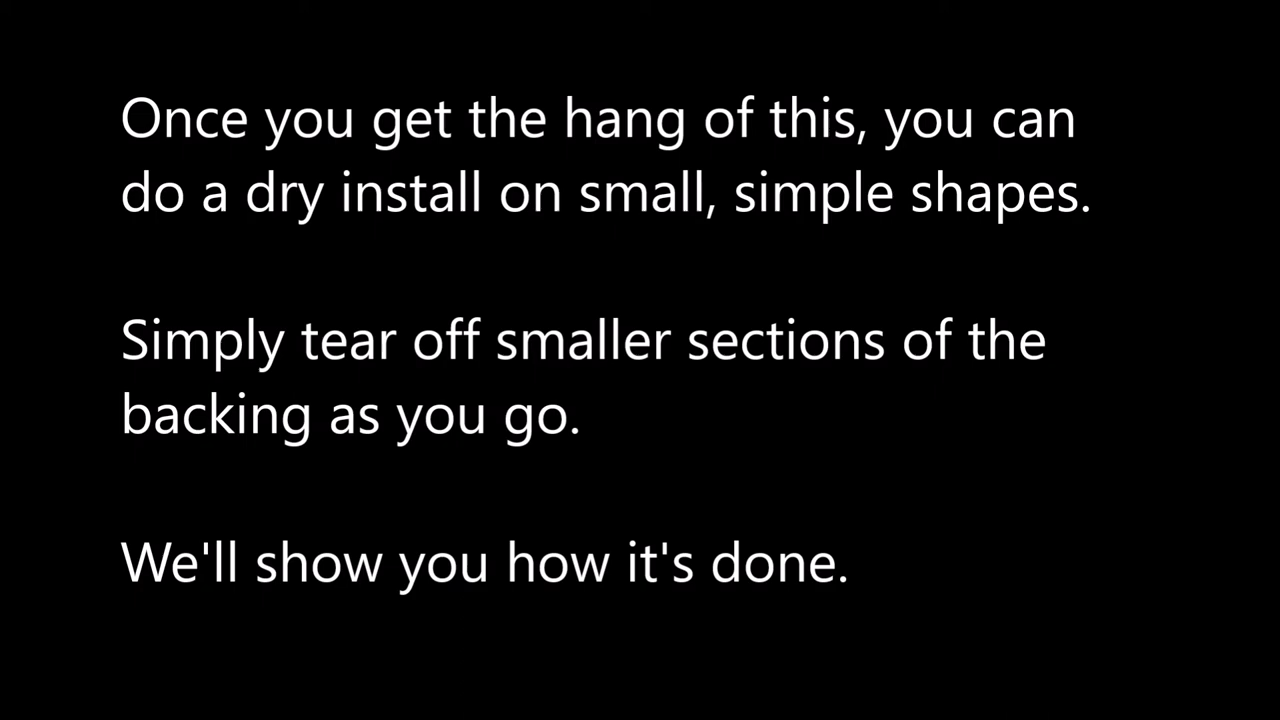 Once you get the hang of this, you can
do a dry install on small, simple shapes.
Simply tear off smaller sections of the
backing as you go.
We'll show you how it's done.